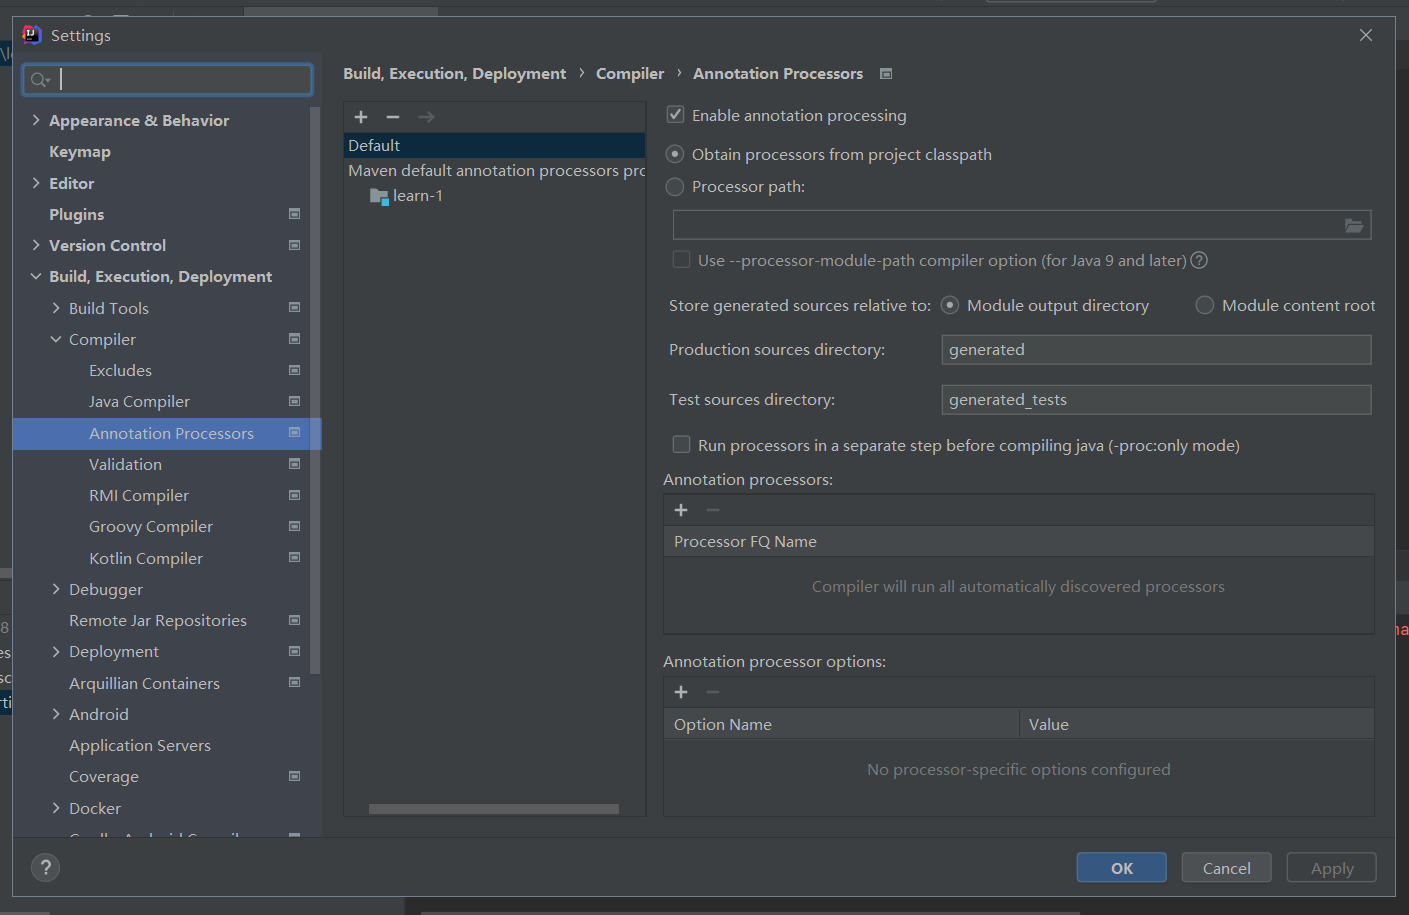 Settings
Appearance & Behavior
Keymap
Editor
Plugins
Version Control
Build, Execution, Deployment
Build Tools
Compiler
Excludes
Java Compiler
Annotation Processors
Validation
RMI Compiler
Groovy Compiler
Kotlin Compiler
Debugger
Remote Jar Repositories
Deployment
Arquillian Containers
Android
Application Servers
Coverage
Docker
Build, Execution, Deployment › Compiler › Annotation Processors
Default
Maven default annotation processors pro
learn-1
Enable annotation processing
Obtain processors from project classpath
Processor path:
Use --processor-module-path compiler option (for Java 9 and later)
Store generated sources relative to: Module output directory Module content root
Production sources directory: generated
Test sources directory: generated_tests
Run processors in a separate step before compiling java (-proc:only mode)
Annotation processors:
Processor FQ Name
Compiler will run all automatically discovered processors
Annotation processor options:
Option Name Value
No processor-specific options configured
? OK Cancel Apply